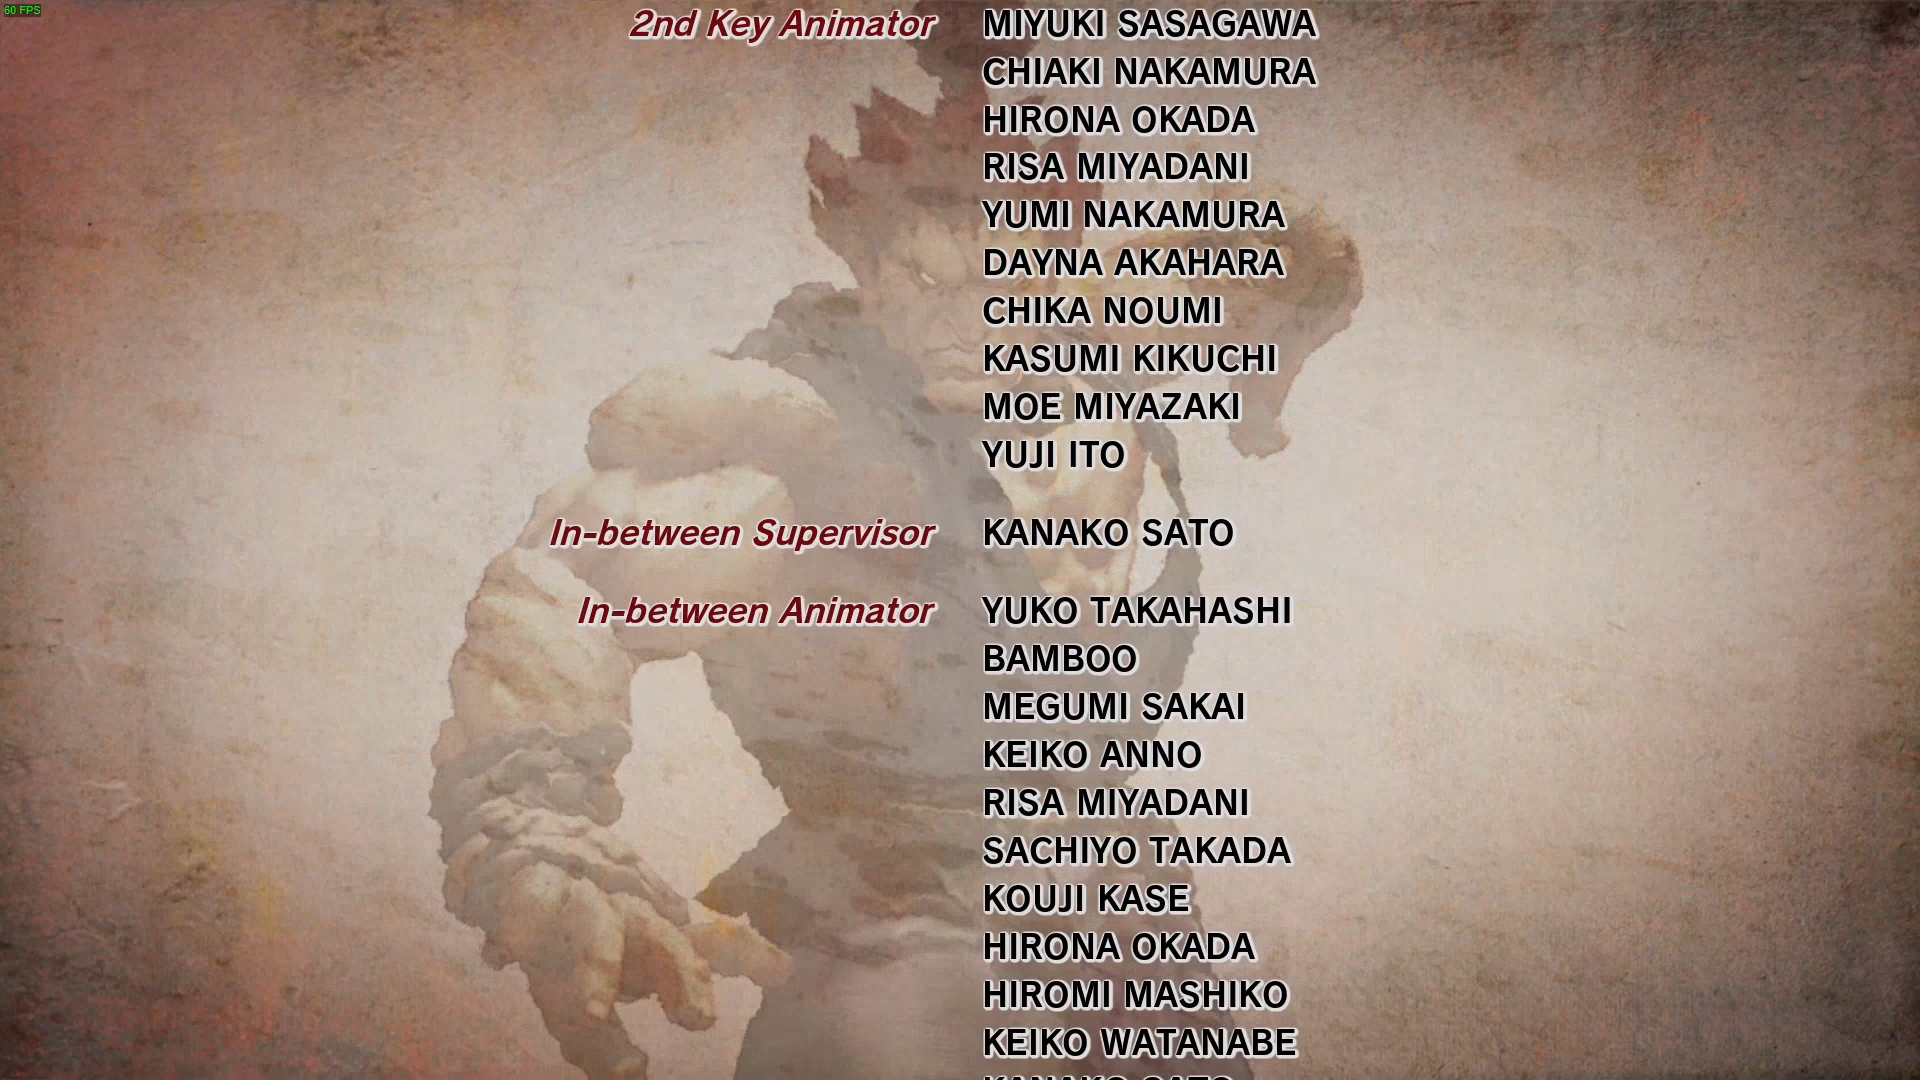 60 FPS
2nd Key Animator MIYUKI SASAGAWA
CHIAKI NAKAMURA
HIRONA OKADA
RISA MIYADANI
YUMI NAKAMURA
DAYNA AKAHARA
CHIKA NOUMI
KASUMI KIKUCHI
MOE MIYAZAKI
YUJI ITO
In-between Supervisor KANAKO SATO
In-between Animator YUKO TAKAHASHI
BAMBOO
MEGUMI SAKAI
KEIKO ANNO
RISA MIYADANI
SACHIYO TAKADA
KOUJI KASE
HIRONA OKADA
HIROMI MASHIKO
KEIKO WATANABE